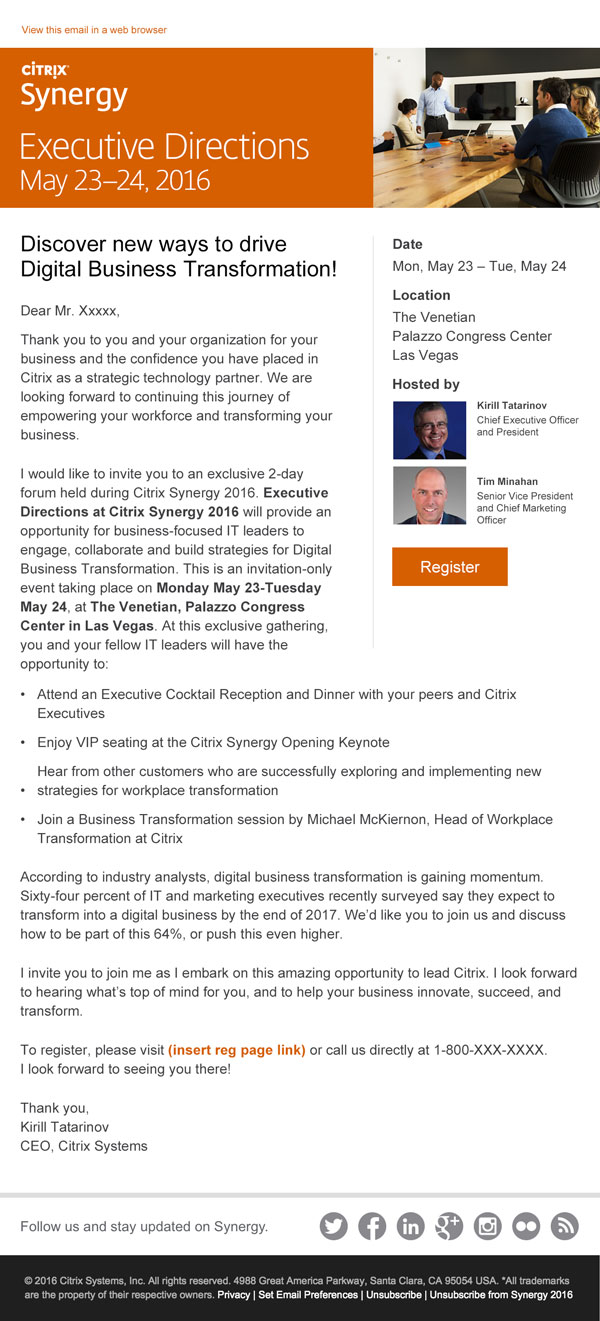 View this email in a web browser
CİTRIX®
Synergy
Executive Directions
May 23–24, 2016
Discover new ways to drive
Digital Business Transformation!
Dear Mr. Xxxxx,
Thank you to you and your organization for your
business and the confidence you have placed in
Citrix as a strategic technology partner. We are
looking forward to continuing this journey of
empowering your workforce and transforming your
business.
I would like to invite you to an exclusive 2-day
forum held during Citrix Synergy 2016. Executive
Directions at Citrix Synergy 2016 will provide an
opportunity for business-focused IT leaders to
engage, collaborate and build strategies for Digital
Business Transformation. This is an invitation-only
event taking place on Monday May 23-Tuesday
May 24, at The Venetian, Palazzo Congress
Center in Las Vegas. At this exclusive gathering,
you and your fellow IT leaders will have the
opportunity to:
Date
Mon, May 23 – Tue, May 24
Location
The Venetian
Palazzo Congress Center
Las Vegas
Hosted by
Kirill Tatarinov
Chief Executive Officer
and President
Tim Minahan
Senior Vice President
and Chief Marketing
Officer
Register
• Attend an Executive Cocktail Reception and Dinner with your peers and Citrix
Executives
• Enjoy VIP seating at the Citrix Synergy Opening Keynote
Hear from other customers who are successfully exploring and implementing new
• strategies for workplace transformation
• Join a Business Transformation session by Michael McKiernon, Head of Workplace
Transformation at Citrix
According to industry analysts, digital business transformation is gaining momentum.
Sixty-four percent of IT and marketing executives recently surveyed say they expect to
transform into a digital business by the end of 2017. We’d like you to join us and discuss
how to be part of this 64%, or push this even higher.
I invite you to join me as I embark on this amazing opportunity to lead Citrix. I look forward
to hearing what’s top of mind for you, and to help your business innovate, succeed, and
transform.
To register, please visit (insert reg page link) or call us directly at 1-800-XXX-XXXX.
I look forward to seeing you there!
Thank you,
Kirill Tatarinov
CEO, Citrix Systems
Follow us and stay updated on Synergy.
© 2016 Citrix Systems, Inc. All rights reserved. 4988 Great America Parkway, Santa Clara, CA 95054 USA. *All trademarks
are the property of their respective owners. Privacy | Set Email Preferences | Unsubscribe | Unsubscribe from Synergy 2016